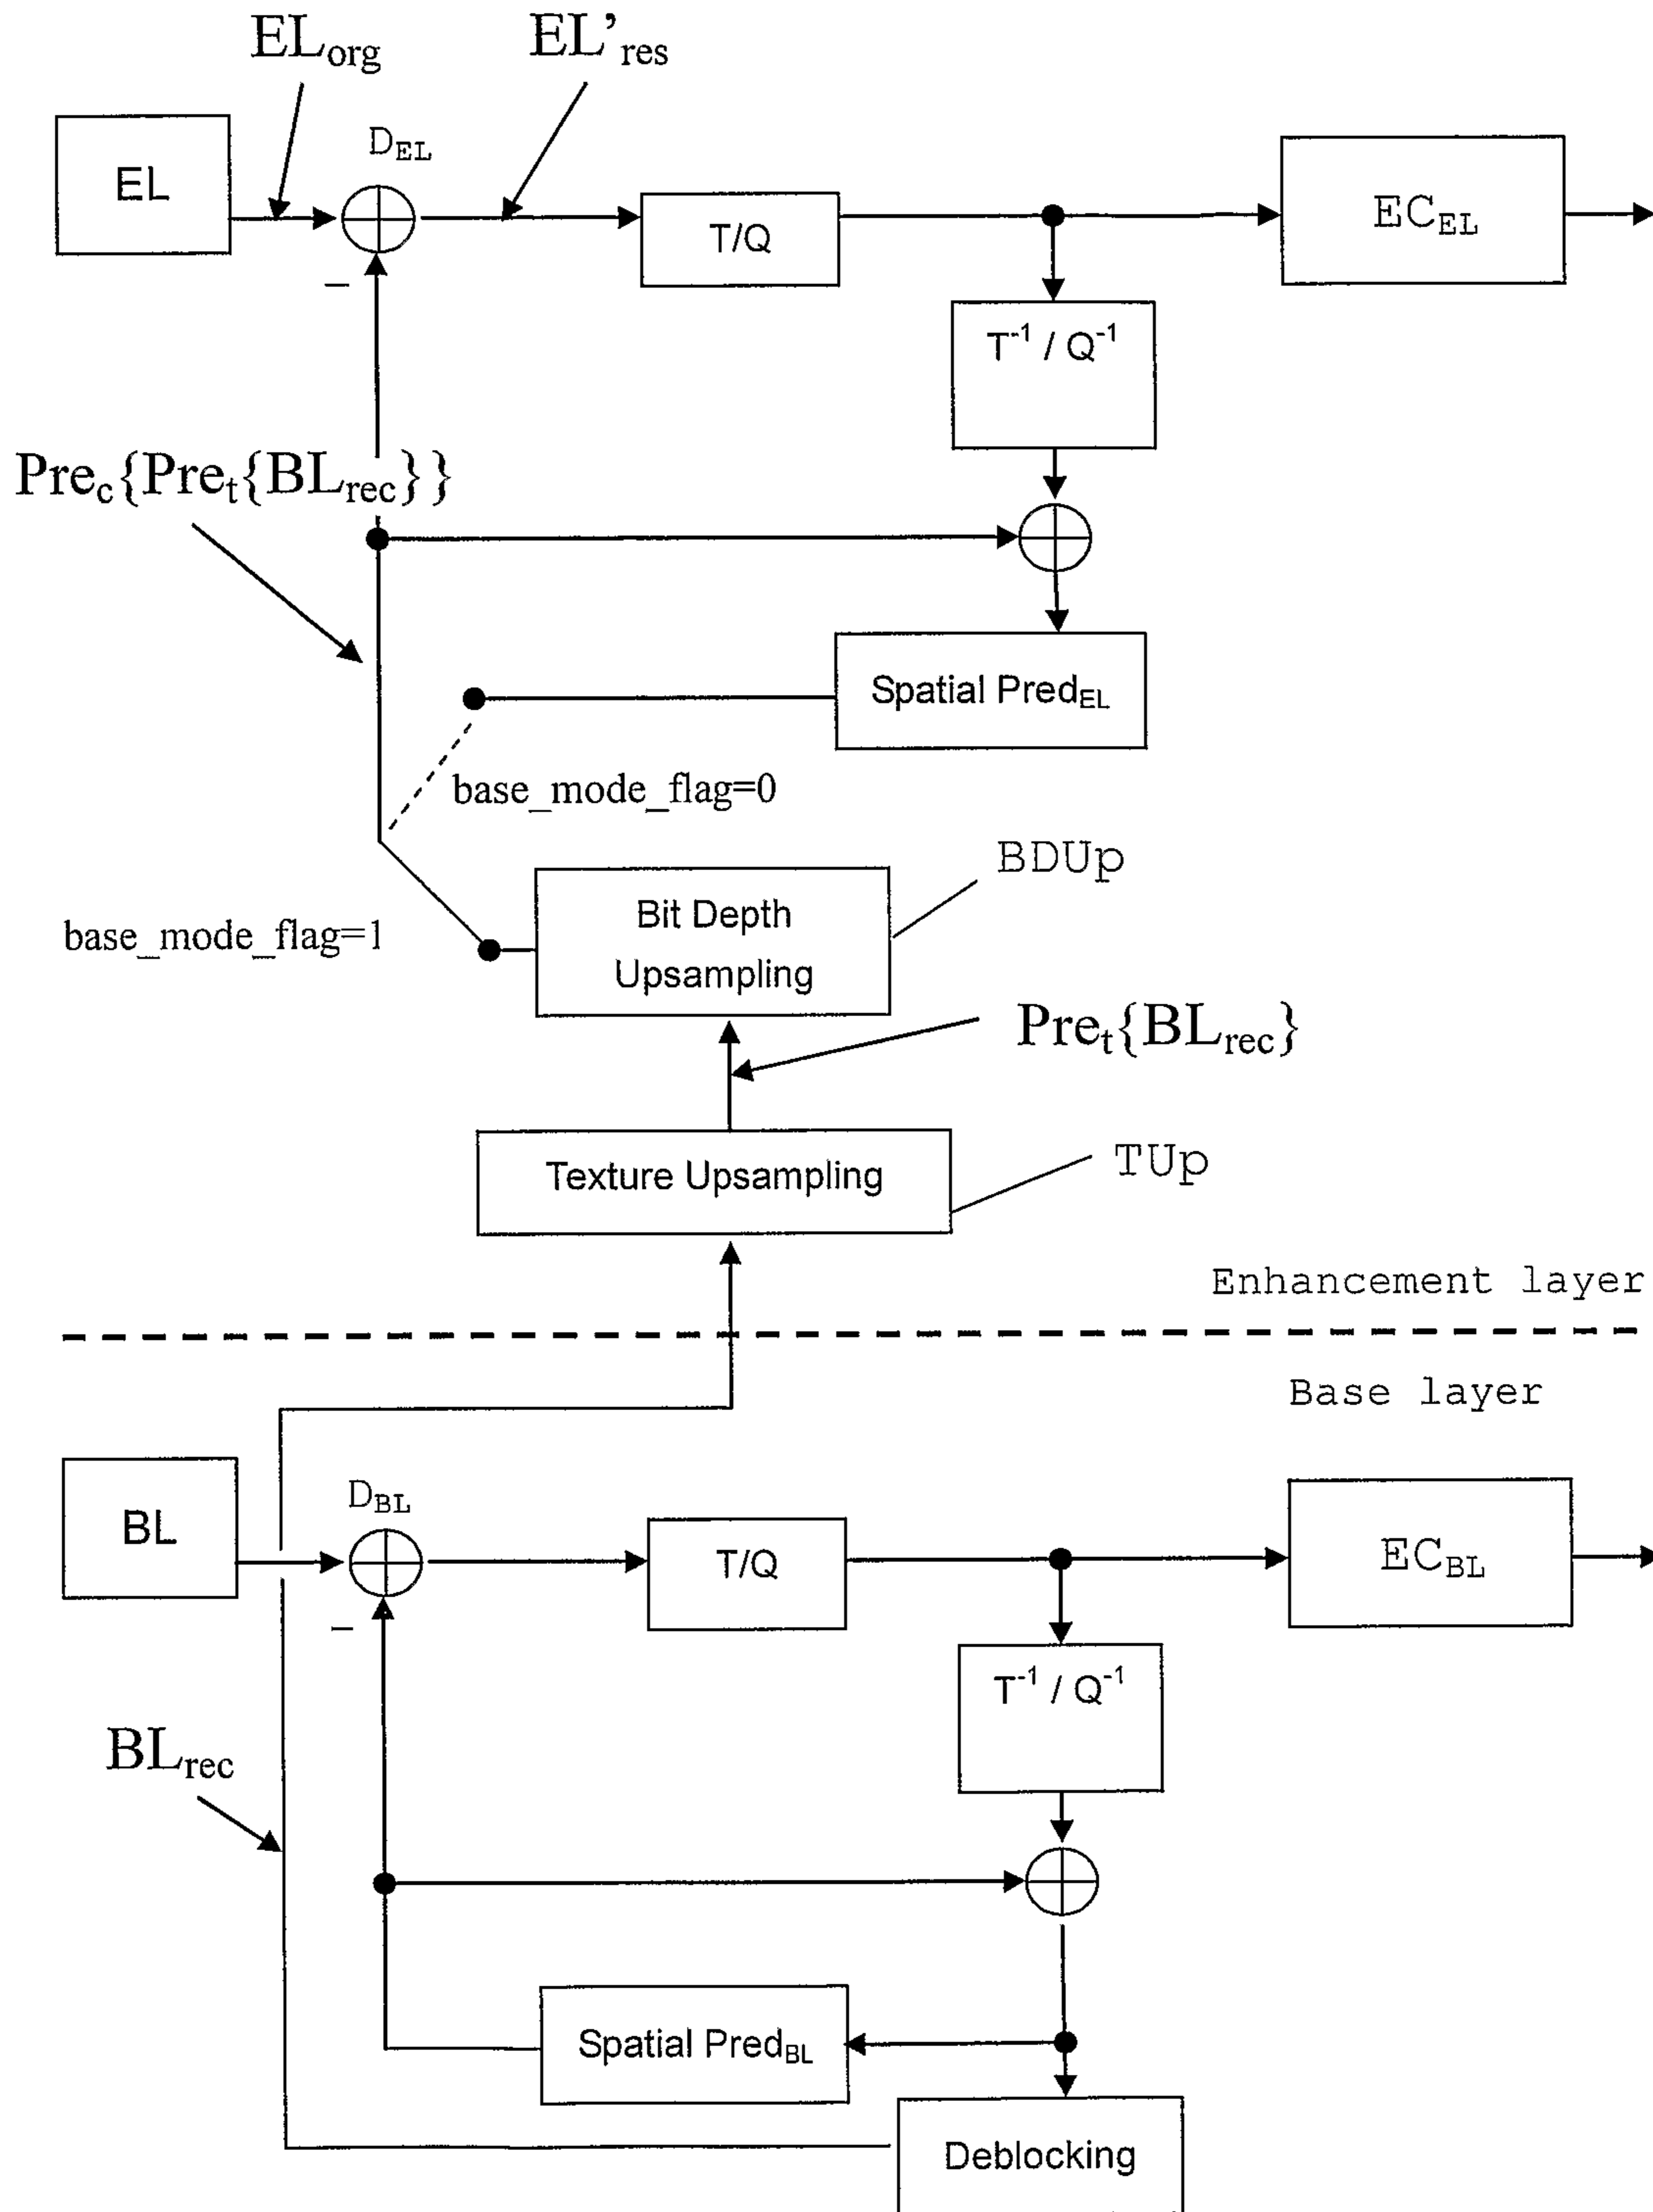 EL_org EL’_res
EL
D_EL
T/Q
EC_EL
–
T^-1 / Q^-1
Pre_c{Pre_t{BL_rec}}
Spatial Pred_EL
base_mode_flag=0
BDUp
Bit Depth
Upsampling
base_mode_flag=1
Pre_t{BL_rec}
Texture Upsampling
TUp
Enhancement layer
Base layer
BL
D_BL
T/Q
EC_BL
–
T^-1 / Q^-1
BL_rec
Spatial Pred_BL
Deblocking